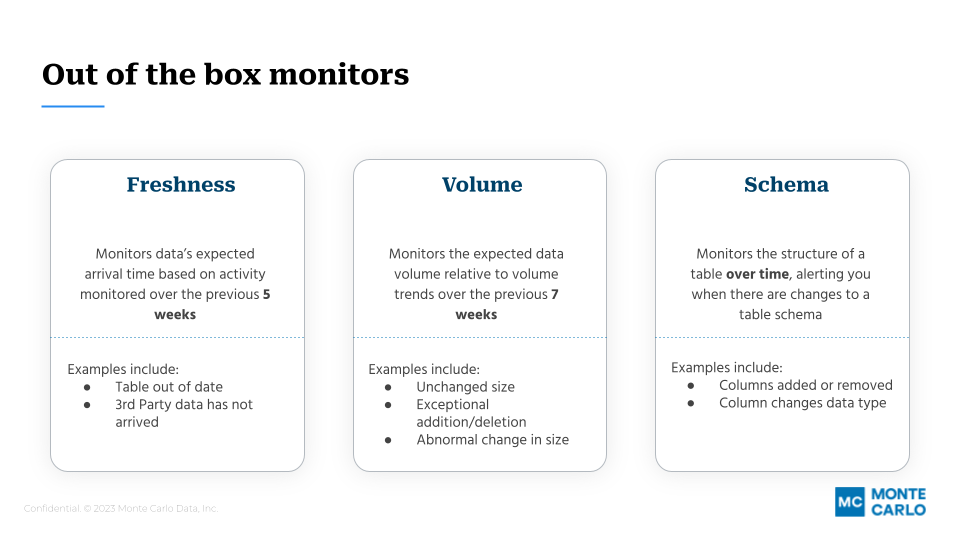 Out of the box monitors
Freshness
Monitors data's expected
arrival time based on activity
monitored over the previous 5
weeks
Examples include:
● Table out of date
● 3rd Party data has not
arrived
Volume
Monitors the expected data
volume relative to volume
trends over the previous 7
weeks
Examples include:
● Unchanged size
● Exceptional
addition/deletion
● Abnormal change in size
Schema
Monitors the structure of a
table over time, alerting you
when there are changes to a
table schema
Examples include:
● Columns added or removed
● Column changes data type
Confidential. © 2023 Monte Carlo Data, Inc.
MC
MONTE
CARLO